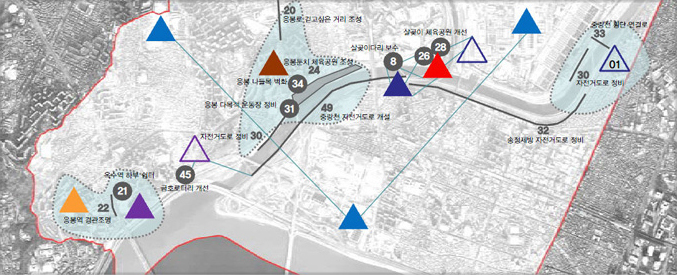 20
응봉로 걷고싶은 거리 조성
살곶이 체육공원 개선
중랑천 횡단 연결로
33
살곶이다리 보수
28
26
8
응봉둔치 체육공원 조성
24
응봉 나들목 벽화
34
01
30
자전거도로 정비
응봉 다목적 운동장 정비
31
49
중랑천 자전거도로 개설
32
송정제방 자전거도로 정비
자전거도로 정비
30
45
금호로터리 개선
옥수역 하부 쉼터
21
22
응봉역 경관조명